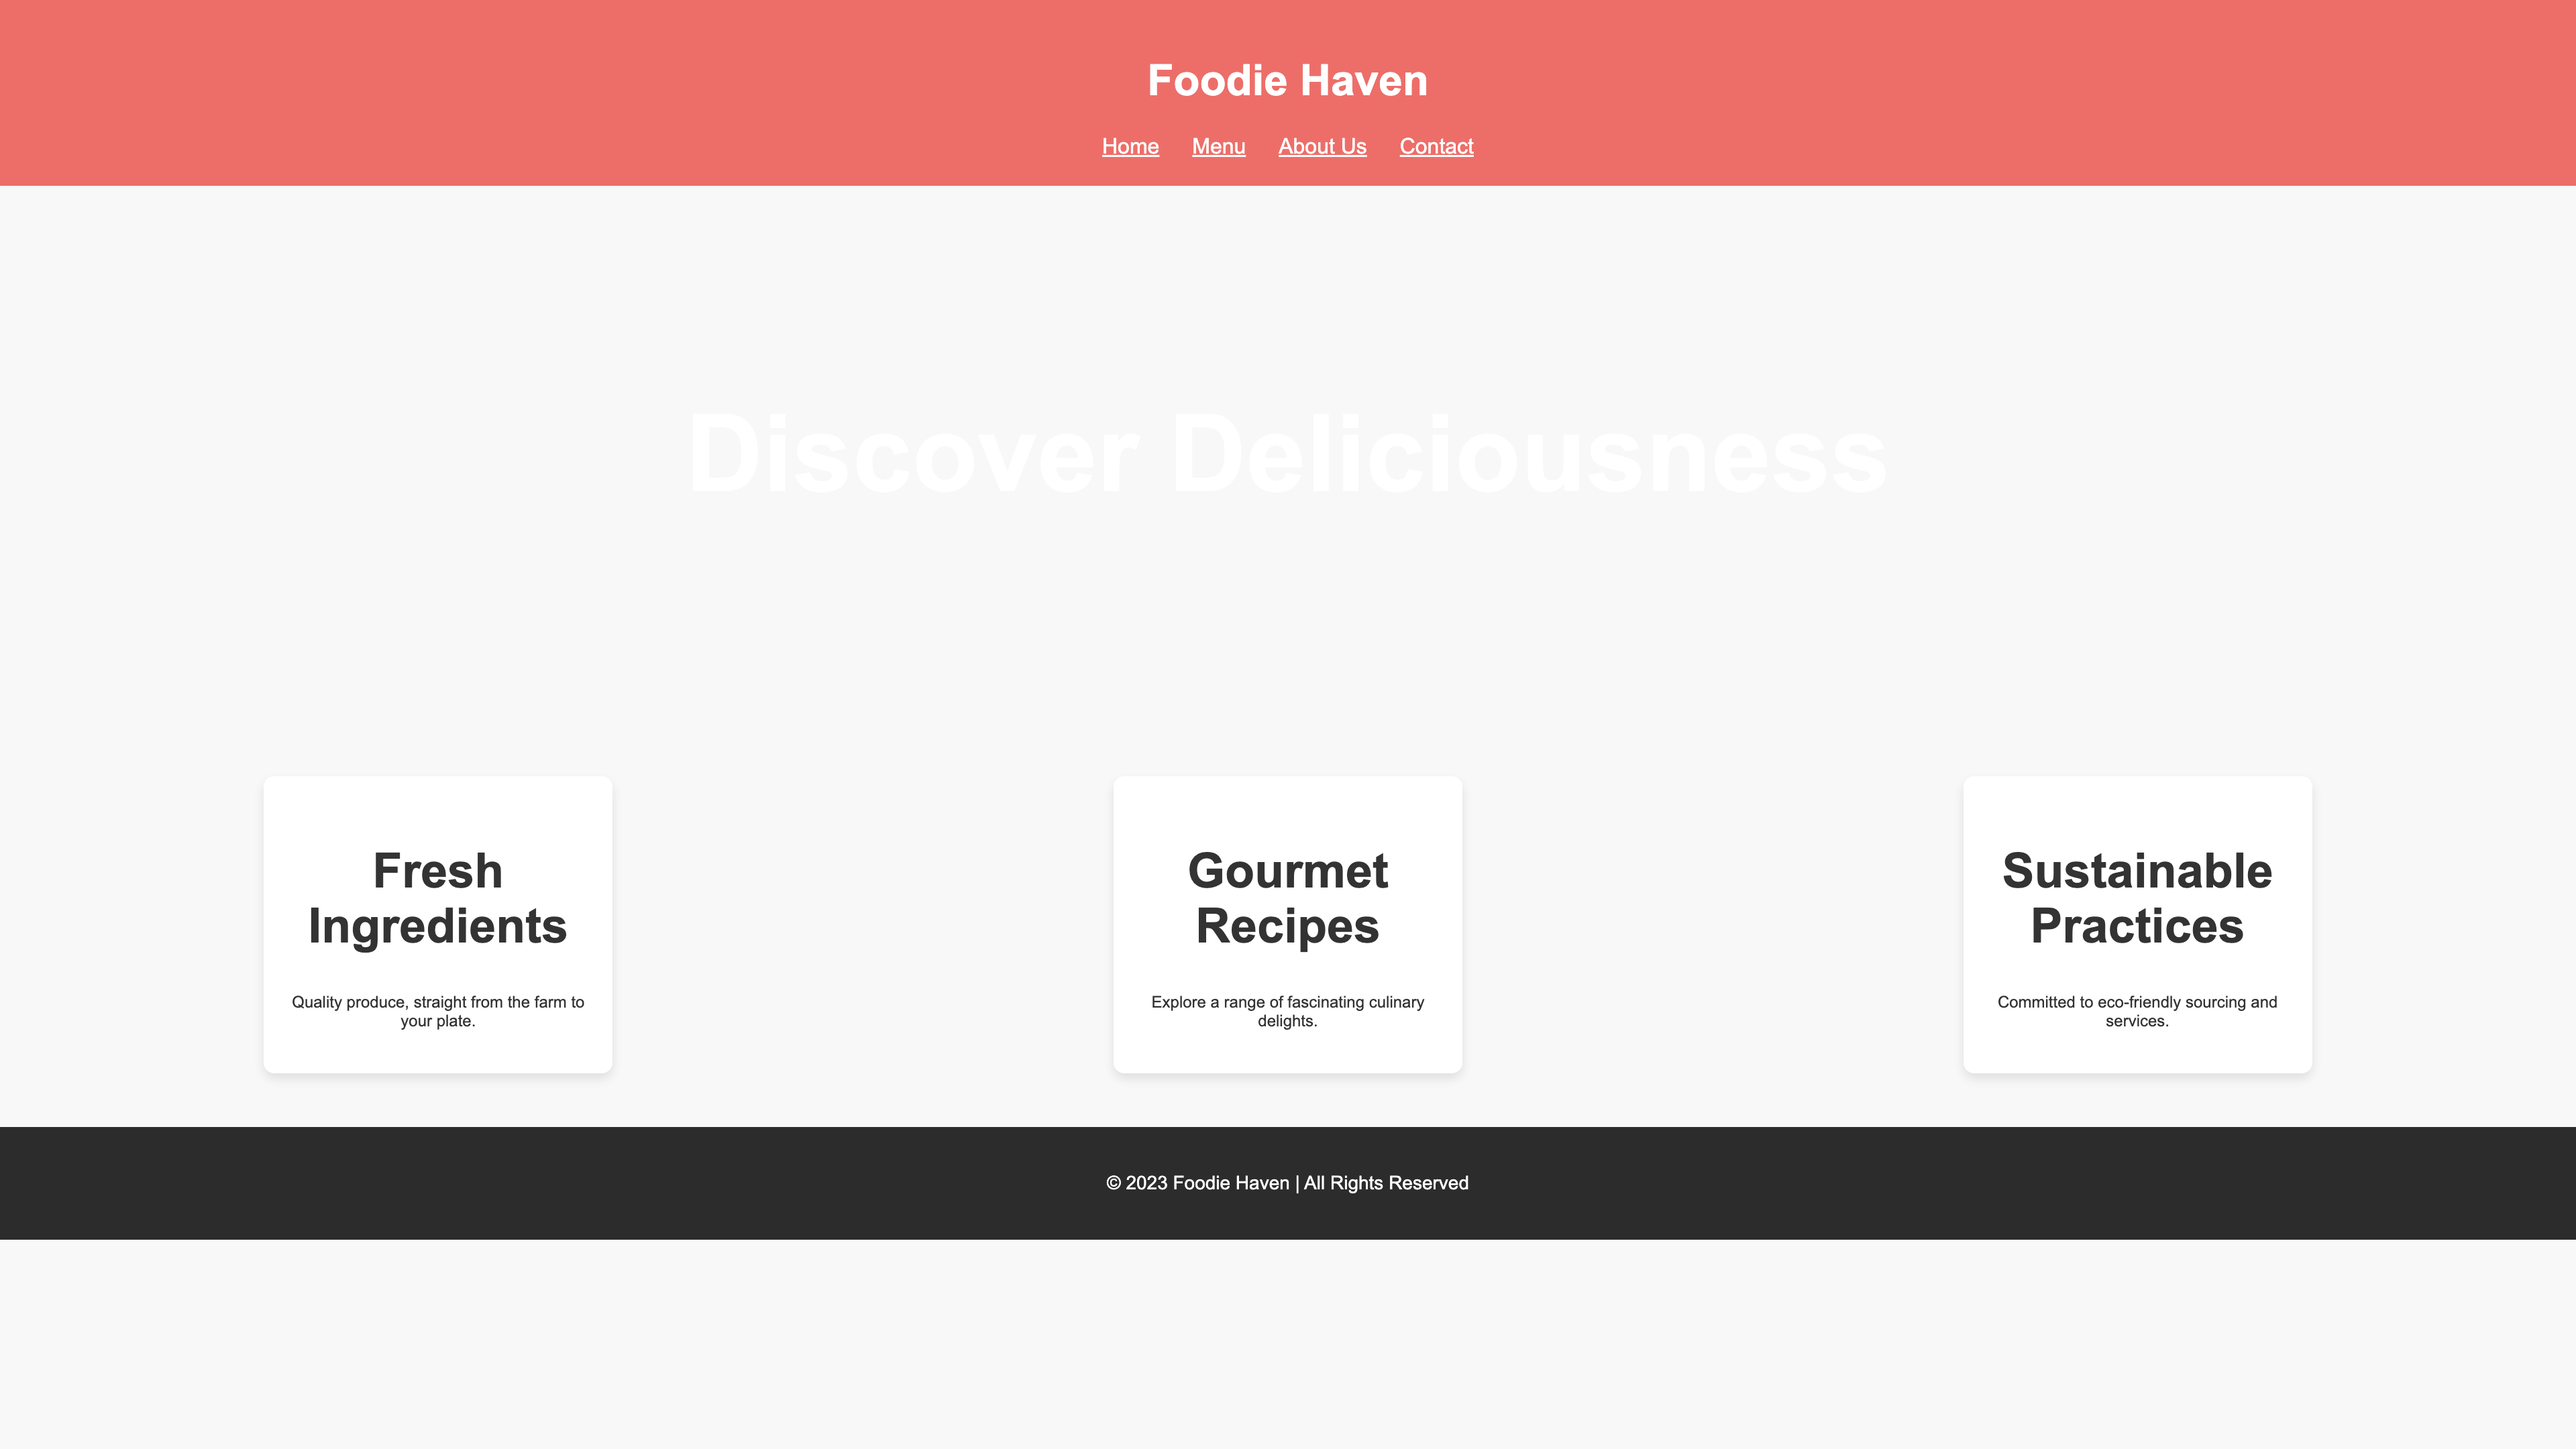 Foodie Haven
Home Menu About Us Contact
Discover Deliciousness
Fresh
Ingredients
Quality produce, straight from the farm to
your plate.
Gourmet
Recipes
Explore a range of fascinating culinary
delights.
Sustainable
Practices
Committed to eco-friendly sourcing and
services.
© 2023 Foodie Haven | All Rights Reserved